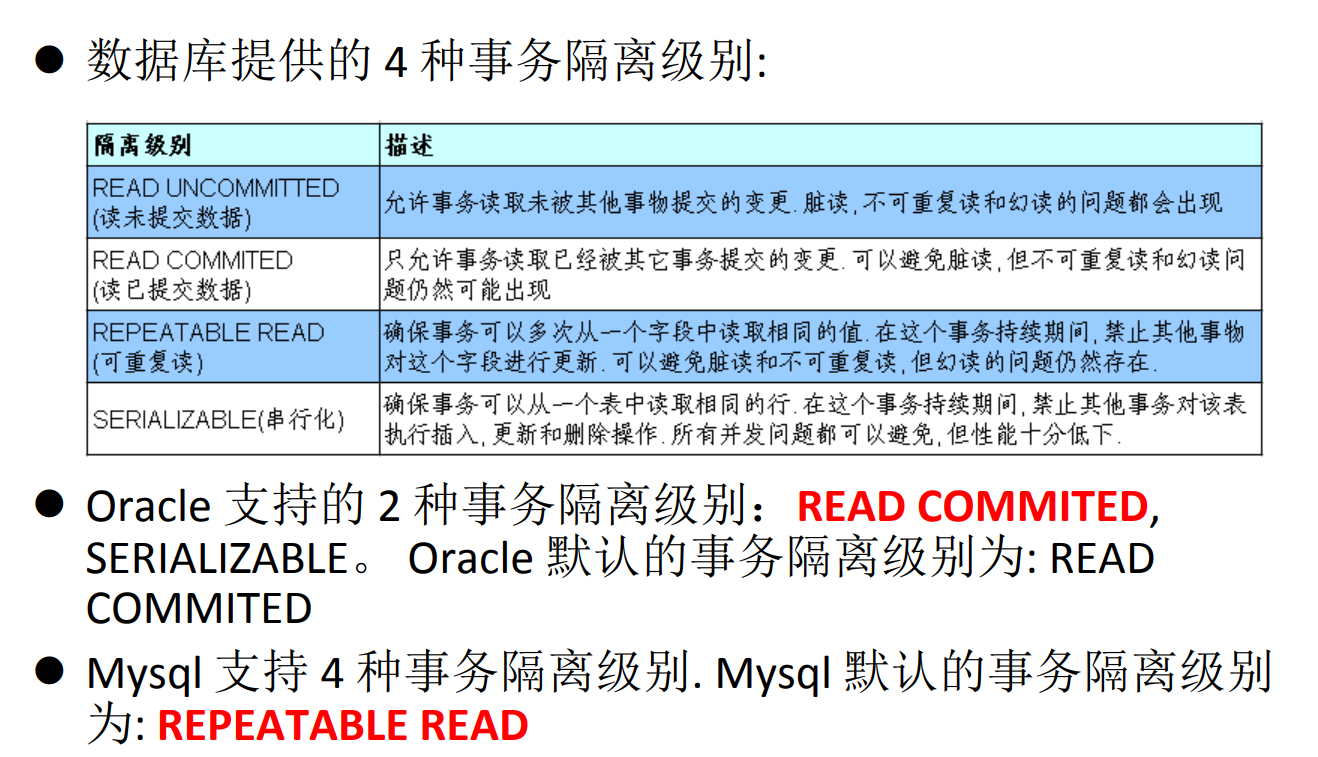 ● 数据库提供的 4 种事务隔离级别:
隔离级别 描述
READ UNCOMMITTED
(读未提交数据)
允许事务读取未被其他事物提交的变更.脏读,不可重复读和幻读的问题都会出现
READ COMMITED
(读已提交数据)
只允许事务读取已经被其它事务提交的变更.可以避免脏读,但不可重复读和幻读问
题仍然可能出现
REPEATABLE READ
(可重复读)
确保事务可以多次从一个字段中读取相同的值.在这个事务持续期间,禁止其他事物
对这个字段进行更新.可以避免脏读和不可重复读,但幻读的问题仍然存在.
SERIALIZABLE(串行化)
确保事务可以从一个表中读取相同的行.在这个事务持续期间,禁止其他事务对该表
执行插入,更新和删除操作.所有并发问题都可以避免,但性能十分低下.
● Oracle 支持的 2 种事务隔离级别：READ COMMITED,
SERIALIZABLE。 Oracle 默认的事务隔离级别为: READ
COMMITED
● Mysql 支持 4 种事务隔离级别. Mysql 默认的事务隔离级别
为: REPEATABLE READ